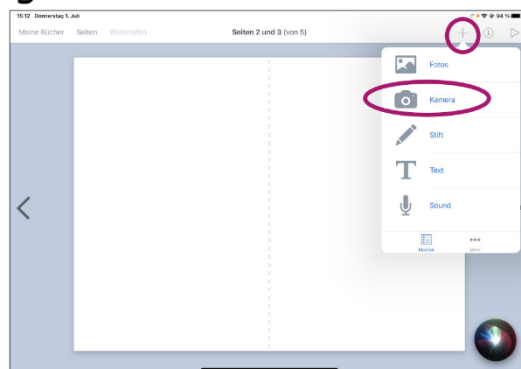 15:12 Donnerstag 1. Juli
94 %
Meine Bücher Seiten Widerrufen Seiten 2 und 3 (von 5)
Fotos
Kamera
Stift
Text
Sound